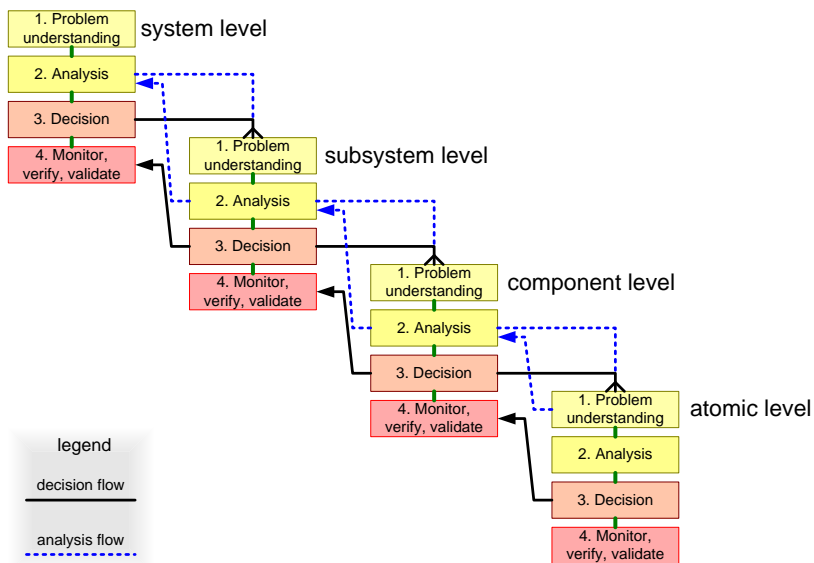 1. Problem
understanding
system level
2. Analysis
3. Decision
4. Monitor,
verify, validate
1. Problem
understanding
subsystem level
2. Analysis
3. Decision
4. Monitor,
verify, validate
1. Problem
understanding
component level
2. Analysis
3. Decision
4. Monitor,
verify, validate
1. Problem
understanding
atomic level
2. Analysis
3. Decision
4. Monitor,
verify, validate
legend
decision flow
analysis flow